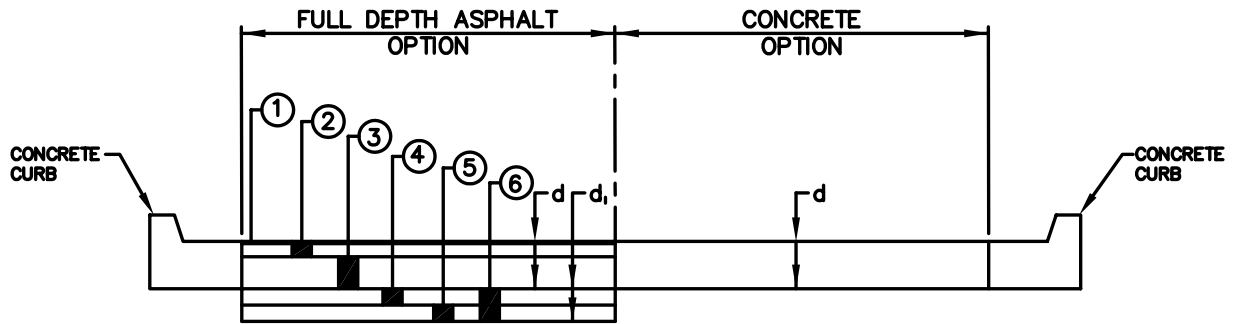 FULL DEPTH ASPHALT
OPTION
CONCRETE
OPTION
1
2
3
4
5
6
CONCRETE
CURB
CONCRETE
CURB
d
d₁
d